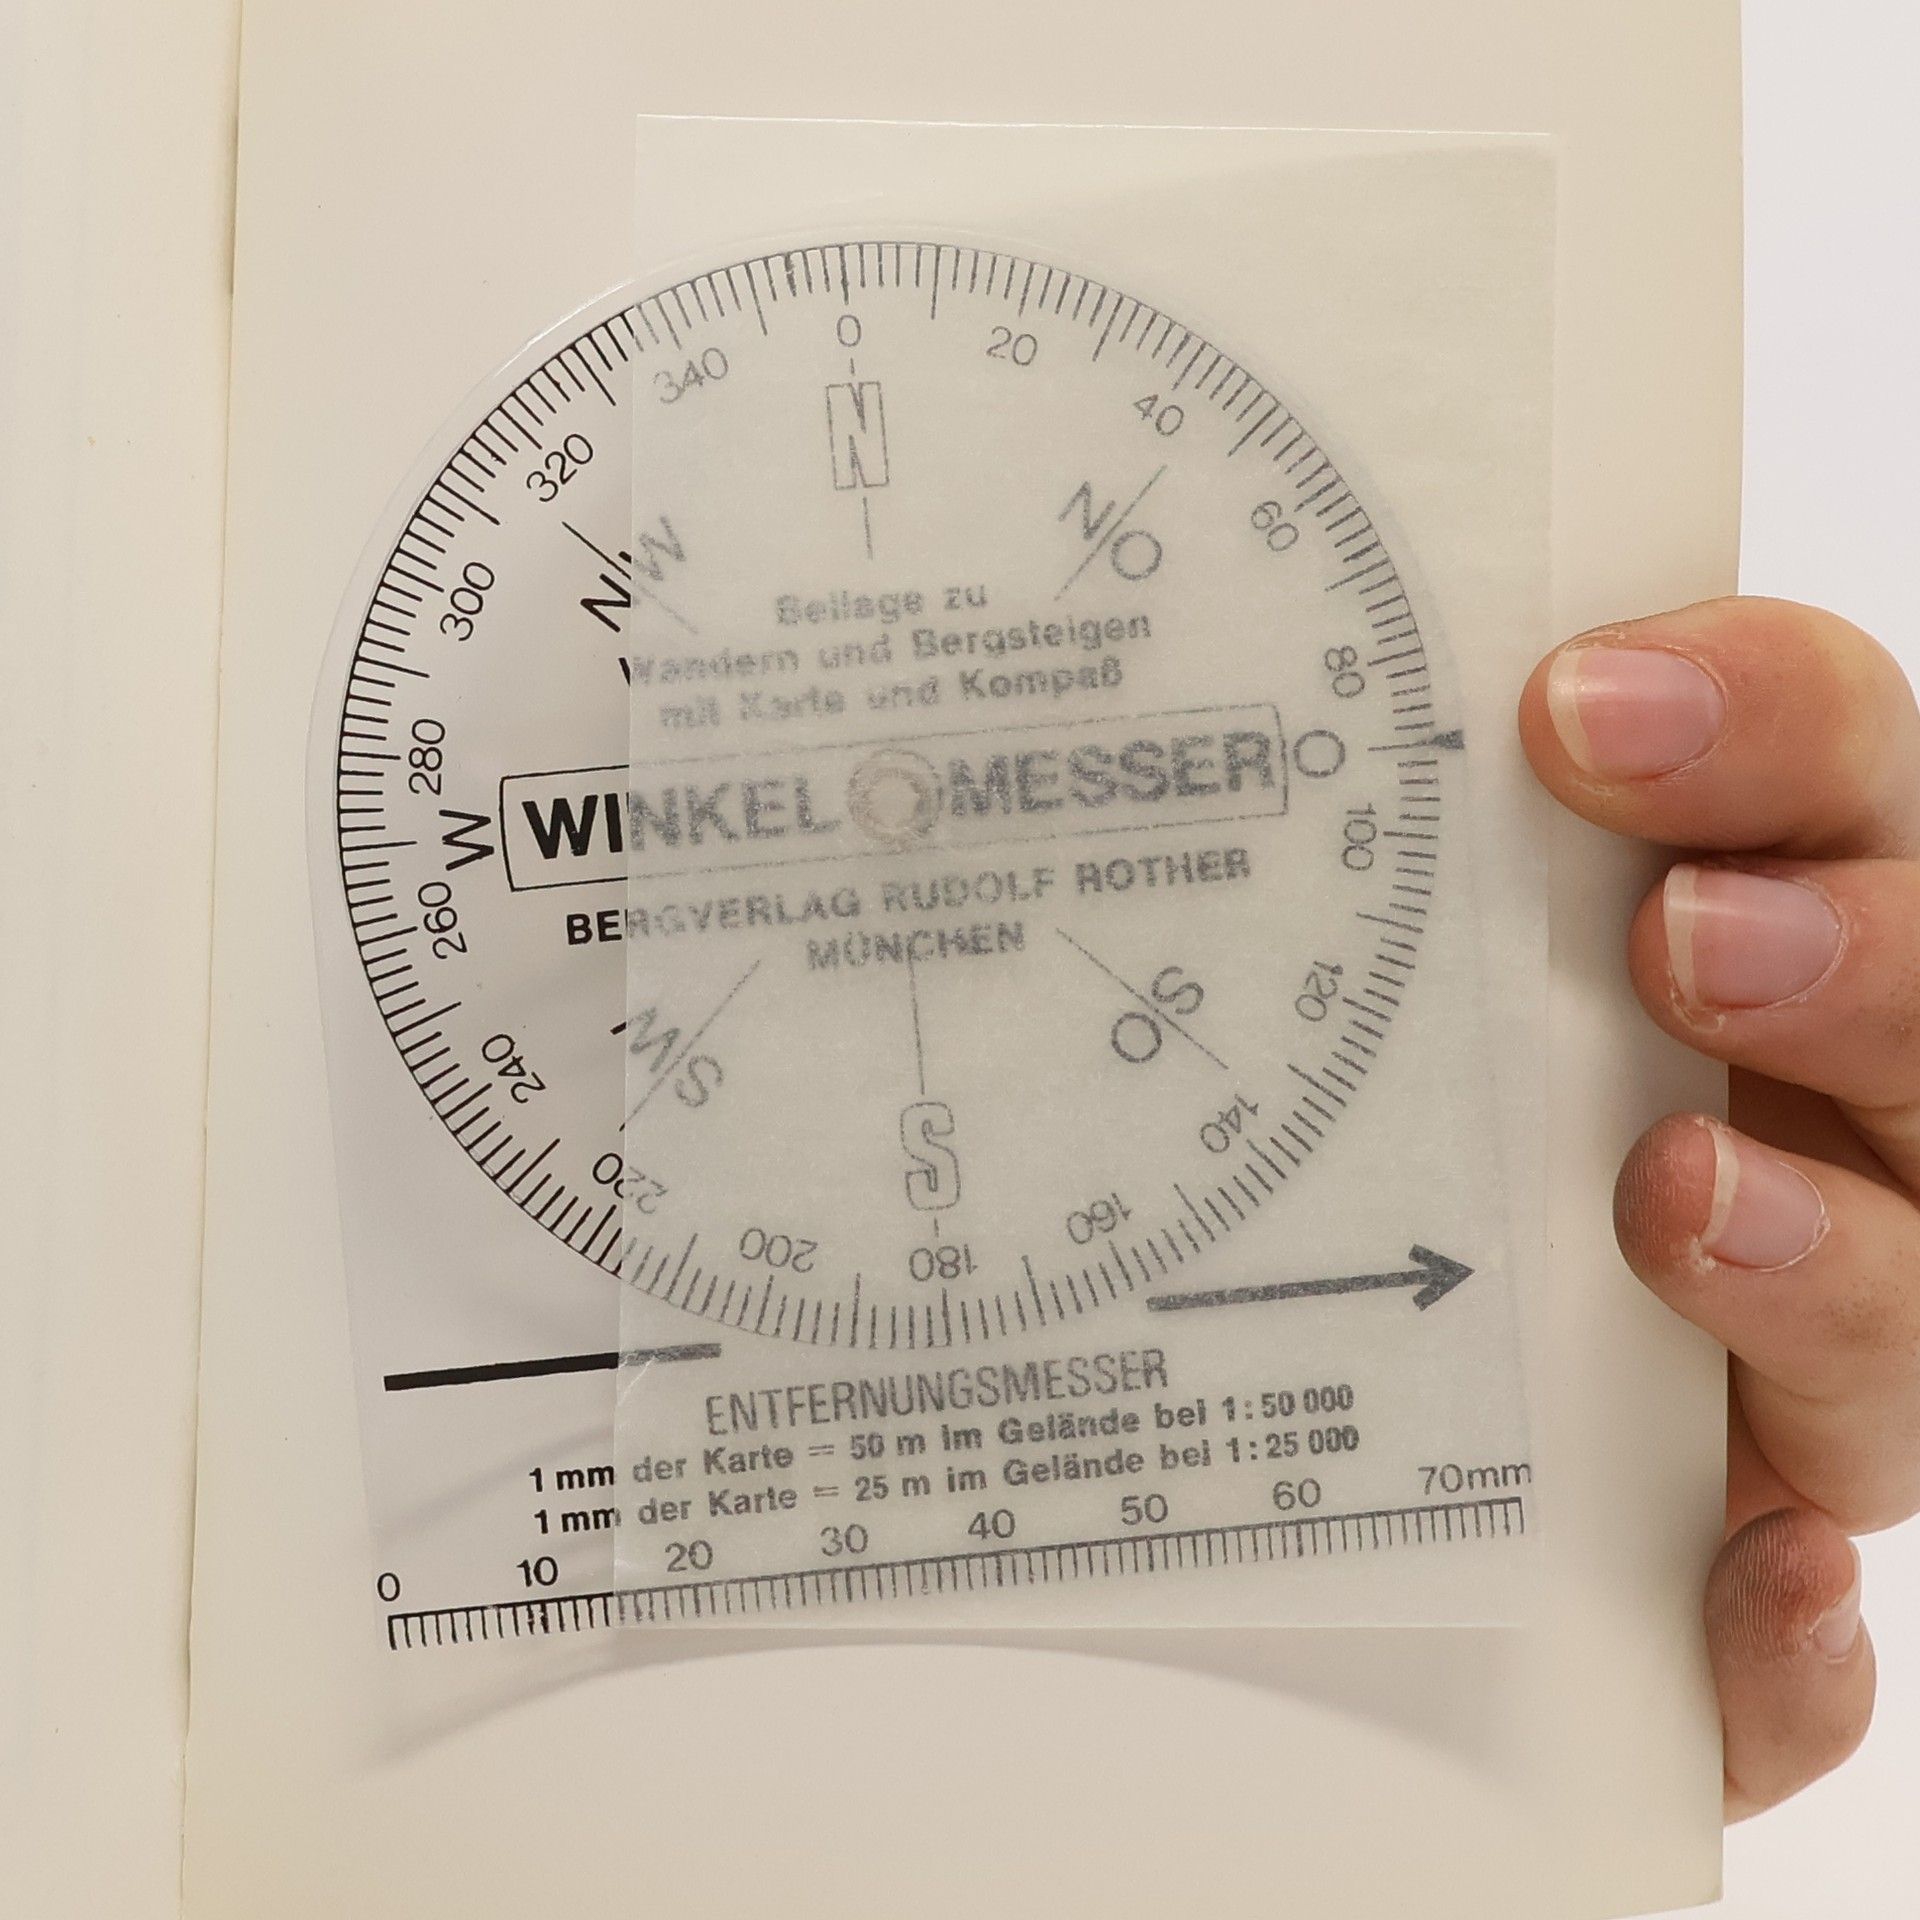 0
20
40
60
80
100
120
140
160
180
200
220
240
260
280
300
320
340
N
N/O
O
S/O
S
S/W
W
N/W
Beilage zu
Wandern und Bergsteigen
mit Karte und Kompaß
WINKEL MESSER
BERGVERLAG RUDOLF ROTHER
MÜNCHEN
ENTFERNUNGSMESSER
1 mm der Karte = 50 m im Gelände bei 1:50 000
1 mm der Karte = 25 m im Gelände bei 1:25 000
0 10 20 30 40 50 60 70mm